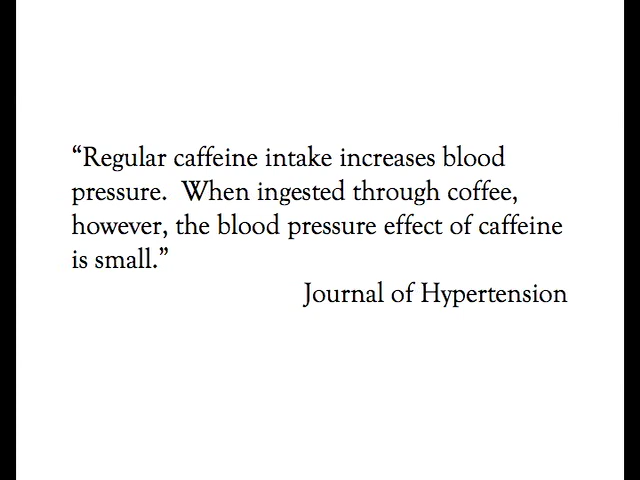 “Regular caffeine intake increases blood
pressure.  When ingested through coffee,
however, the blood pressure effect of caffeine
is small.”
Journal of Hypertension